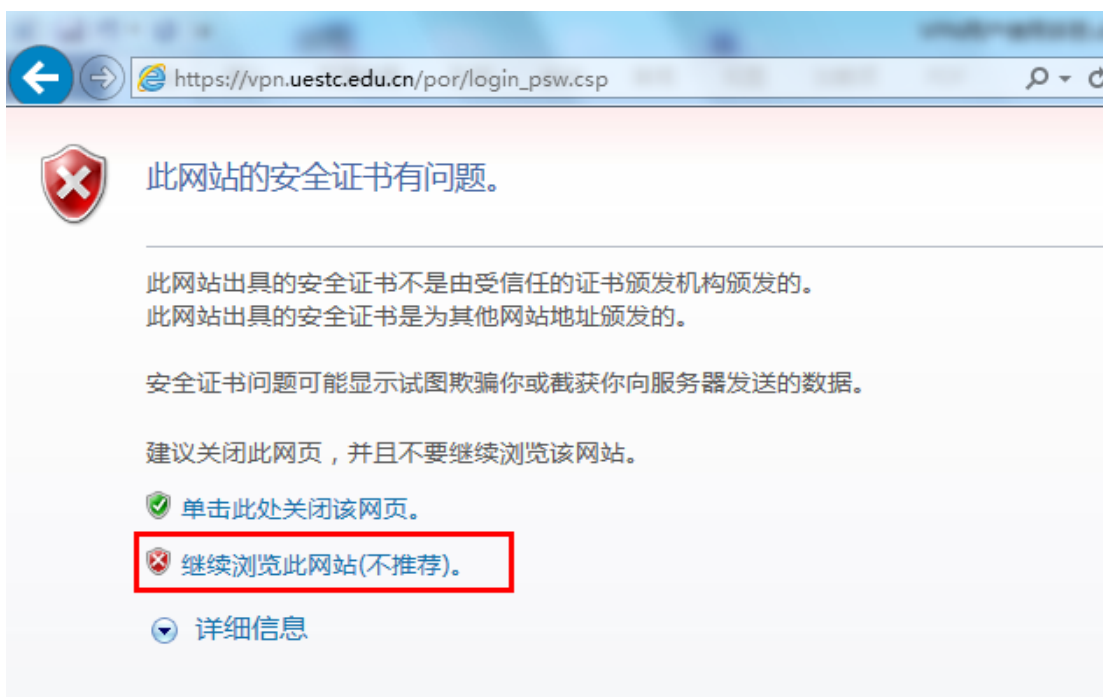 https://vpn.uestc.edu.cn/por/login_psw.csp
此网站的安全证书有问题。
此网站出具的安全证书不是由受信任的证书颁发机构颁发的。
此网站出具的安全证书是为其他网站地址颁发的。
安全证书问题可能显示试图欺骗你或截获你向服务器发送的数据。
建议关闭此网页，并且不要继续浏览该网站。
单击此处关闭该网页。
继续浏览此网站(不推荐)。
详细信息